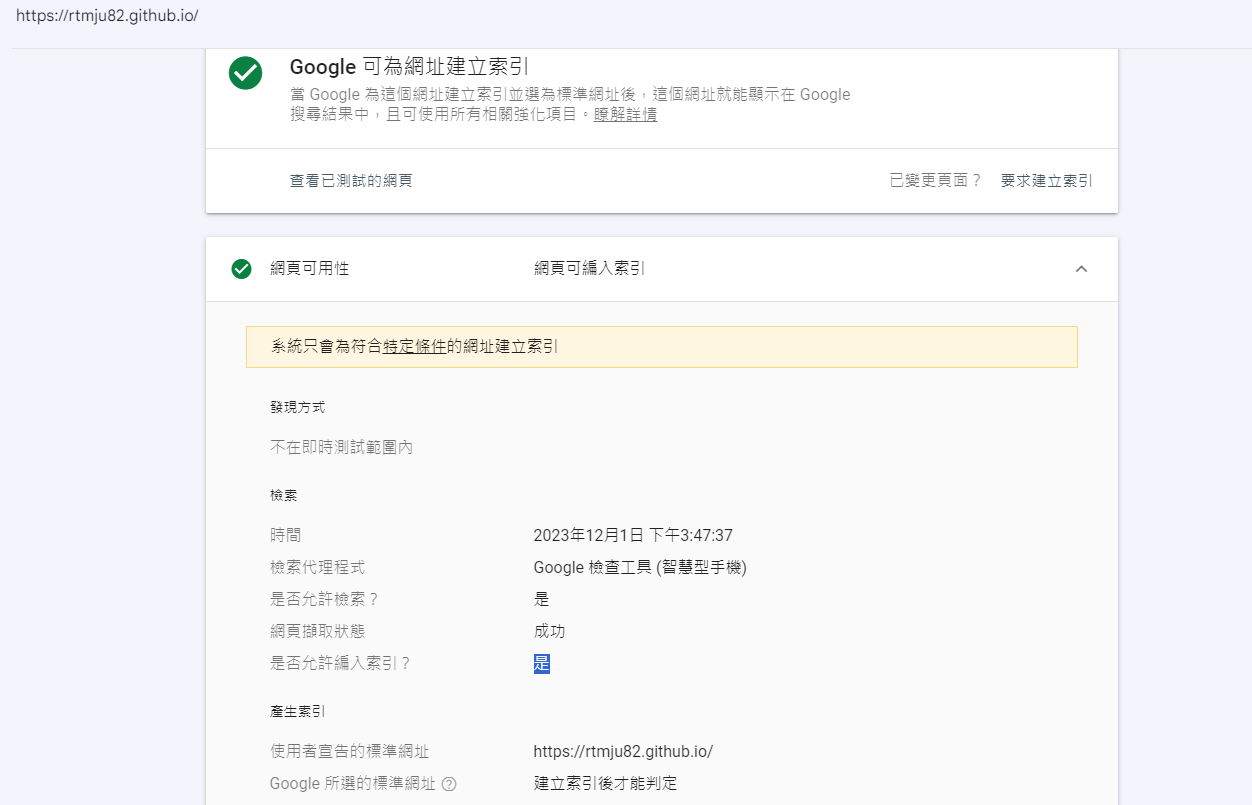 https://rtmju82.github.io/
Google 可為網址建立索引
當 Google 為這個網址建立索引並選為標準網址後，這個網址就能顯示在 Google
搜尋結果中，且可使用所有相關強化項目。瞭解詳情
查看已測試的網頁 已變更頁面？ 要求建立索引
網頁可用性 網頁可編入索引
系統只會為符合特定條件的網址建立索引
發現方式
不在即時測試範圍內
檢索
時間 2023年12月1日 下午3:47:37
檢索代理程式 Google 檢查工具 (智慧型手機)
是否允許檢索？ 是
網頁擷取狀態 成功
是否允許編入索引？ 是
產生索引
使用者宣告的標準網址 https://rtmju82.github.io/
Google 所選的標準網址 建立索引後才能判定